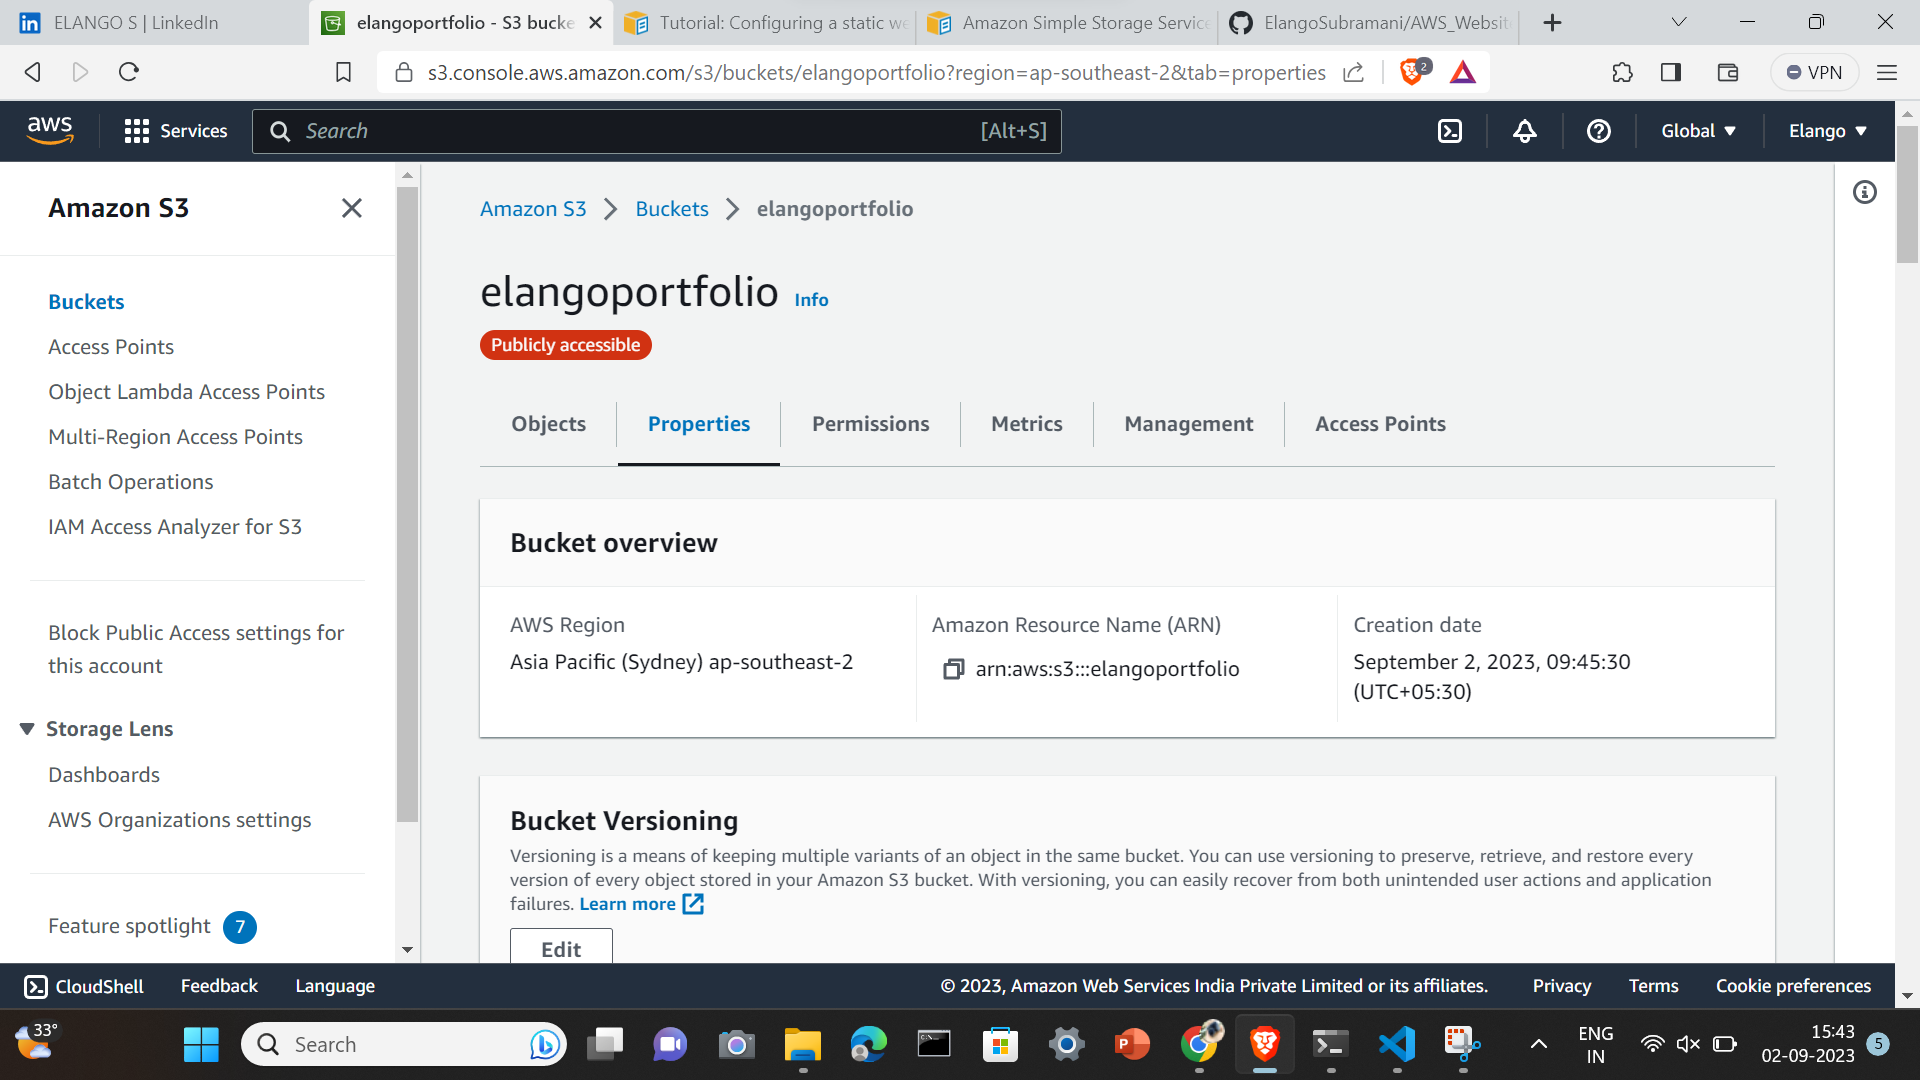 ELANGO S | LinkedIn
elangoportfolio - S3 bucke
Tutorial: Configuring a static we
Amazon Simple Storage Service
ElangoSubramani/AWS_Websit
s3.console.aws.amazon.com/s3/buckets/elangoportfolio?region=ap-southeast-2&tab=properties
2
VPN
aws
Services
Search
[Alt+S]
Global
Elango
Amazon S3
Buckets
Access Points
Object Lambda Access Points
Multi-Region Access Points
Batch Operations
IAM Access Analyzer for S3
Block Public Access settings for
this account
Storage Lens
Dashboards
AWS Organizations settings
Feature spotlight 7
Amazon S3 > Buckets > elangoportfolio
elangoportfolio Info
Publicly accessible
Objects
Properties
Permissions
Metrics
Management
Access Points
Bucket overview
AWS Region
Asia Pacific (Sydney) ap-southeast-2
Amazon Resource Name (ARN)
arn:aws:s3:::elangoportfolio
Creation date
September 2, 2023, 09:45:30
(UTC+05:30)
Bucket Versioning
Versioning is a means of keeping multiple variants of an object in the same bucket. You can use versioning to preserve, retrieve, and restore every
version of every object stored in your Amazon S3 bucket. With versioning, you can easily recover from both unintended user actions and application
failures. Learn more
Edit
CloudShell
Feedback
Language
© 2023, Amazon Web Services India Private Limited or its affiliates.
Privacy
Terms
Cookie preferences
33°
Search
ENG
IN
15:43
02-09-2023
5